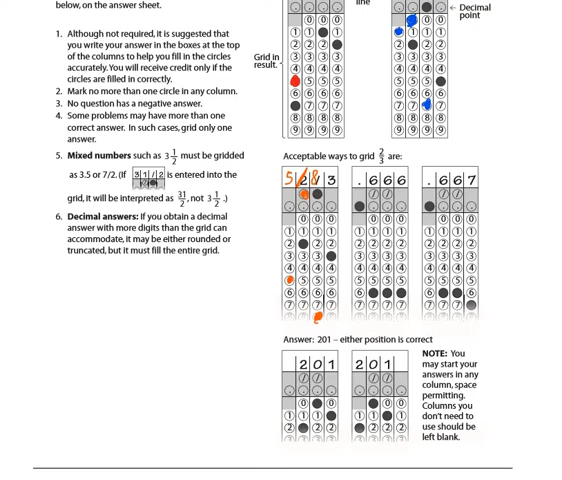 below, on the answer sheet.
line
← Decimal
point
1. Although not required, it is suggested that
you write your answer in the boxes at the top
of the columns to help you fill in the circles
accurately. You will receive credit only if the
circles are filled in correctly.
2. Mark no more than one circle in any column.
3. No question has a negative answer.
4. Some problems may have more than one
correct answer. In such cases, grid only one
answer.
5. Mixed numbers such as 3 1/2 must be gridded
as 3.5 or 7/2. (If 3 1 / 2 is entered into the
grid, it will be interpreted as 31/2, not 3 1/2.)
6. Decimal answers: If you obtain a decimal
answer with more digits than the grid can
accommodate, it may be either rounded or
truncated, but it must fill the entire grid.
Grid in
result.
Acceptable ways to grid 2/3 are:
2 / 3
. 6 6 6
. 6 6 7
5 / 8
Answer: 201 – either position is correct
2 0 1
2 0 1
NOTE: You
may start your
answers in any
column, space
permitting.
Columns you
don't need to
use should be
left blank.